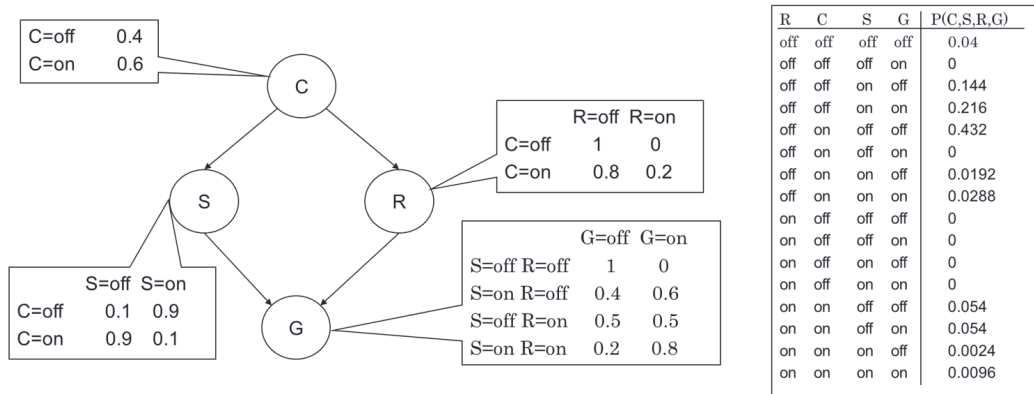 C=off 0.4
C=on 0.6
C
R=off R=on
C=off 1 0
C=on 0.8 0.2
S
R
S=off S=on
C=off 0.1 0.9
C=on 0.9 0.1
G=off G=on
S=off R=off 1 0
S=on R=off 0.4 0.6
S=off R=on 0.5 0.5
S=on R=on 0.2 0.8
G
R C S G P(C,S,R,G)
off off off off 0.04
off off off on 0
off off on off 0.144
off off on on 0.216
off on off off 0.432
off on off on 0
off on on off 0.0192
off on on on 0.0288
on off off off 0
on off off on 0
on off on off 0
on off on on 0
on on off off 0.054
on on off on 0.054
on on on off 0.0024
on on on on 0.0096